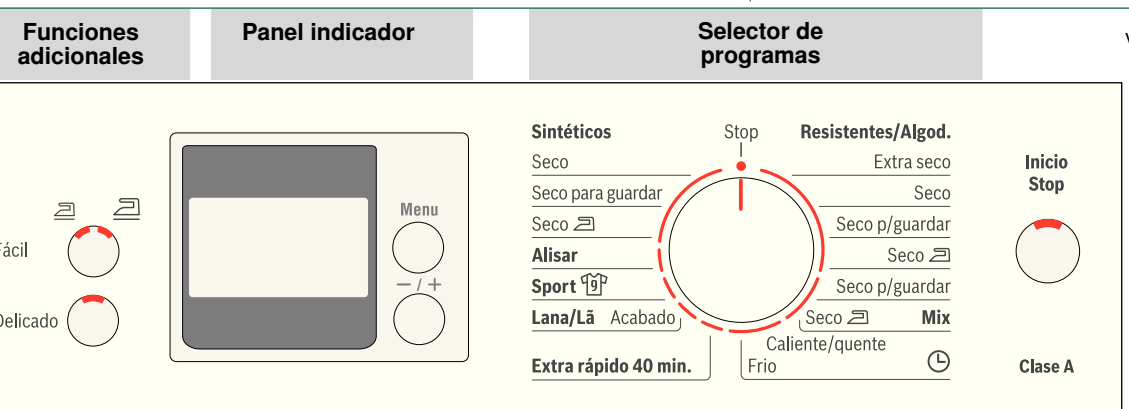 Funciones
adicionales
Panel indicador
Selector de
programas
Fácil
Delicado
Menu
– / +
Sintéticos
Seco
Seco para guardar
Seco
Alisar
Sport 9
Lana/Lã Acabado
Extra rápido 40 min.
Stop
Resistentes/Algod.
Extra seco
Seco
Seco p/guardar
Seco
Seco p/guardar
Seco Mix
Caliente/quente
Frio
Inicio
Stop
Clase A